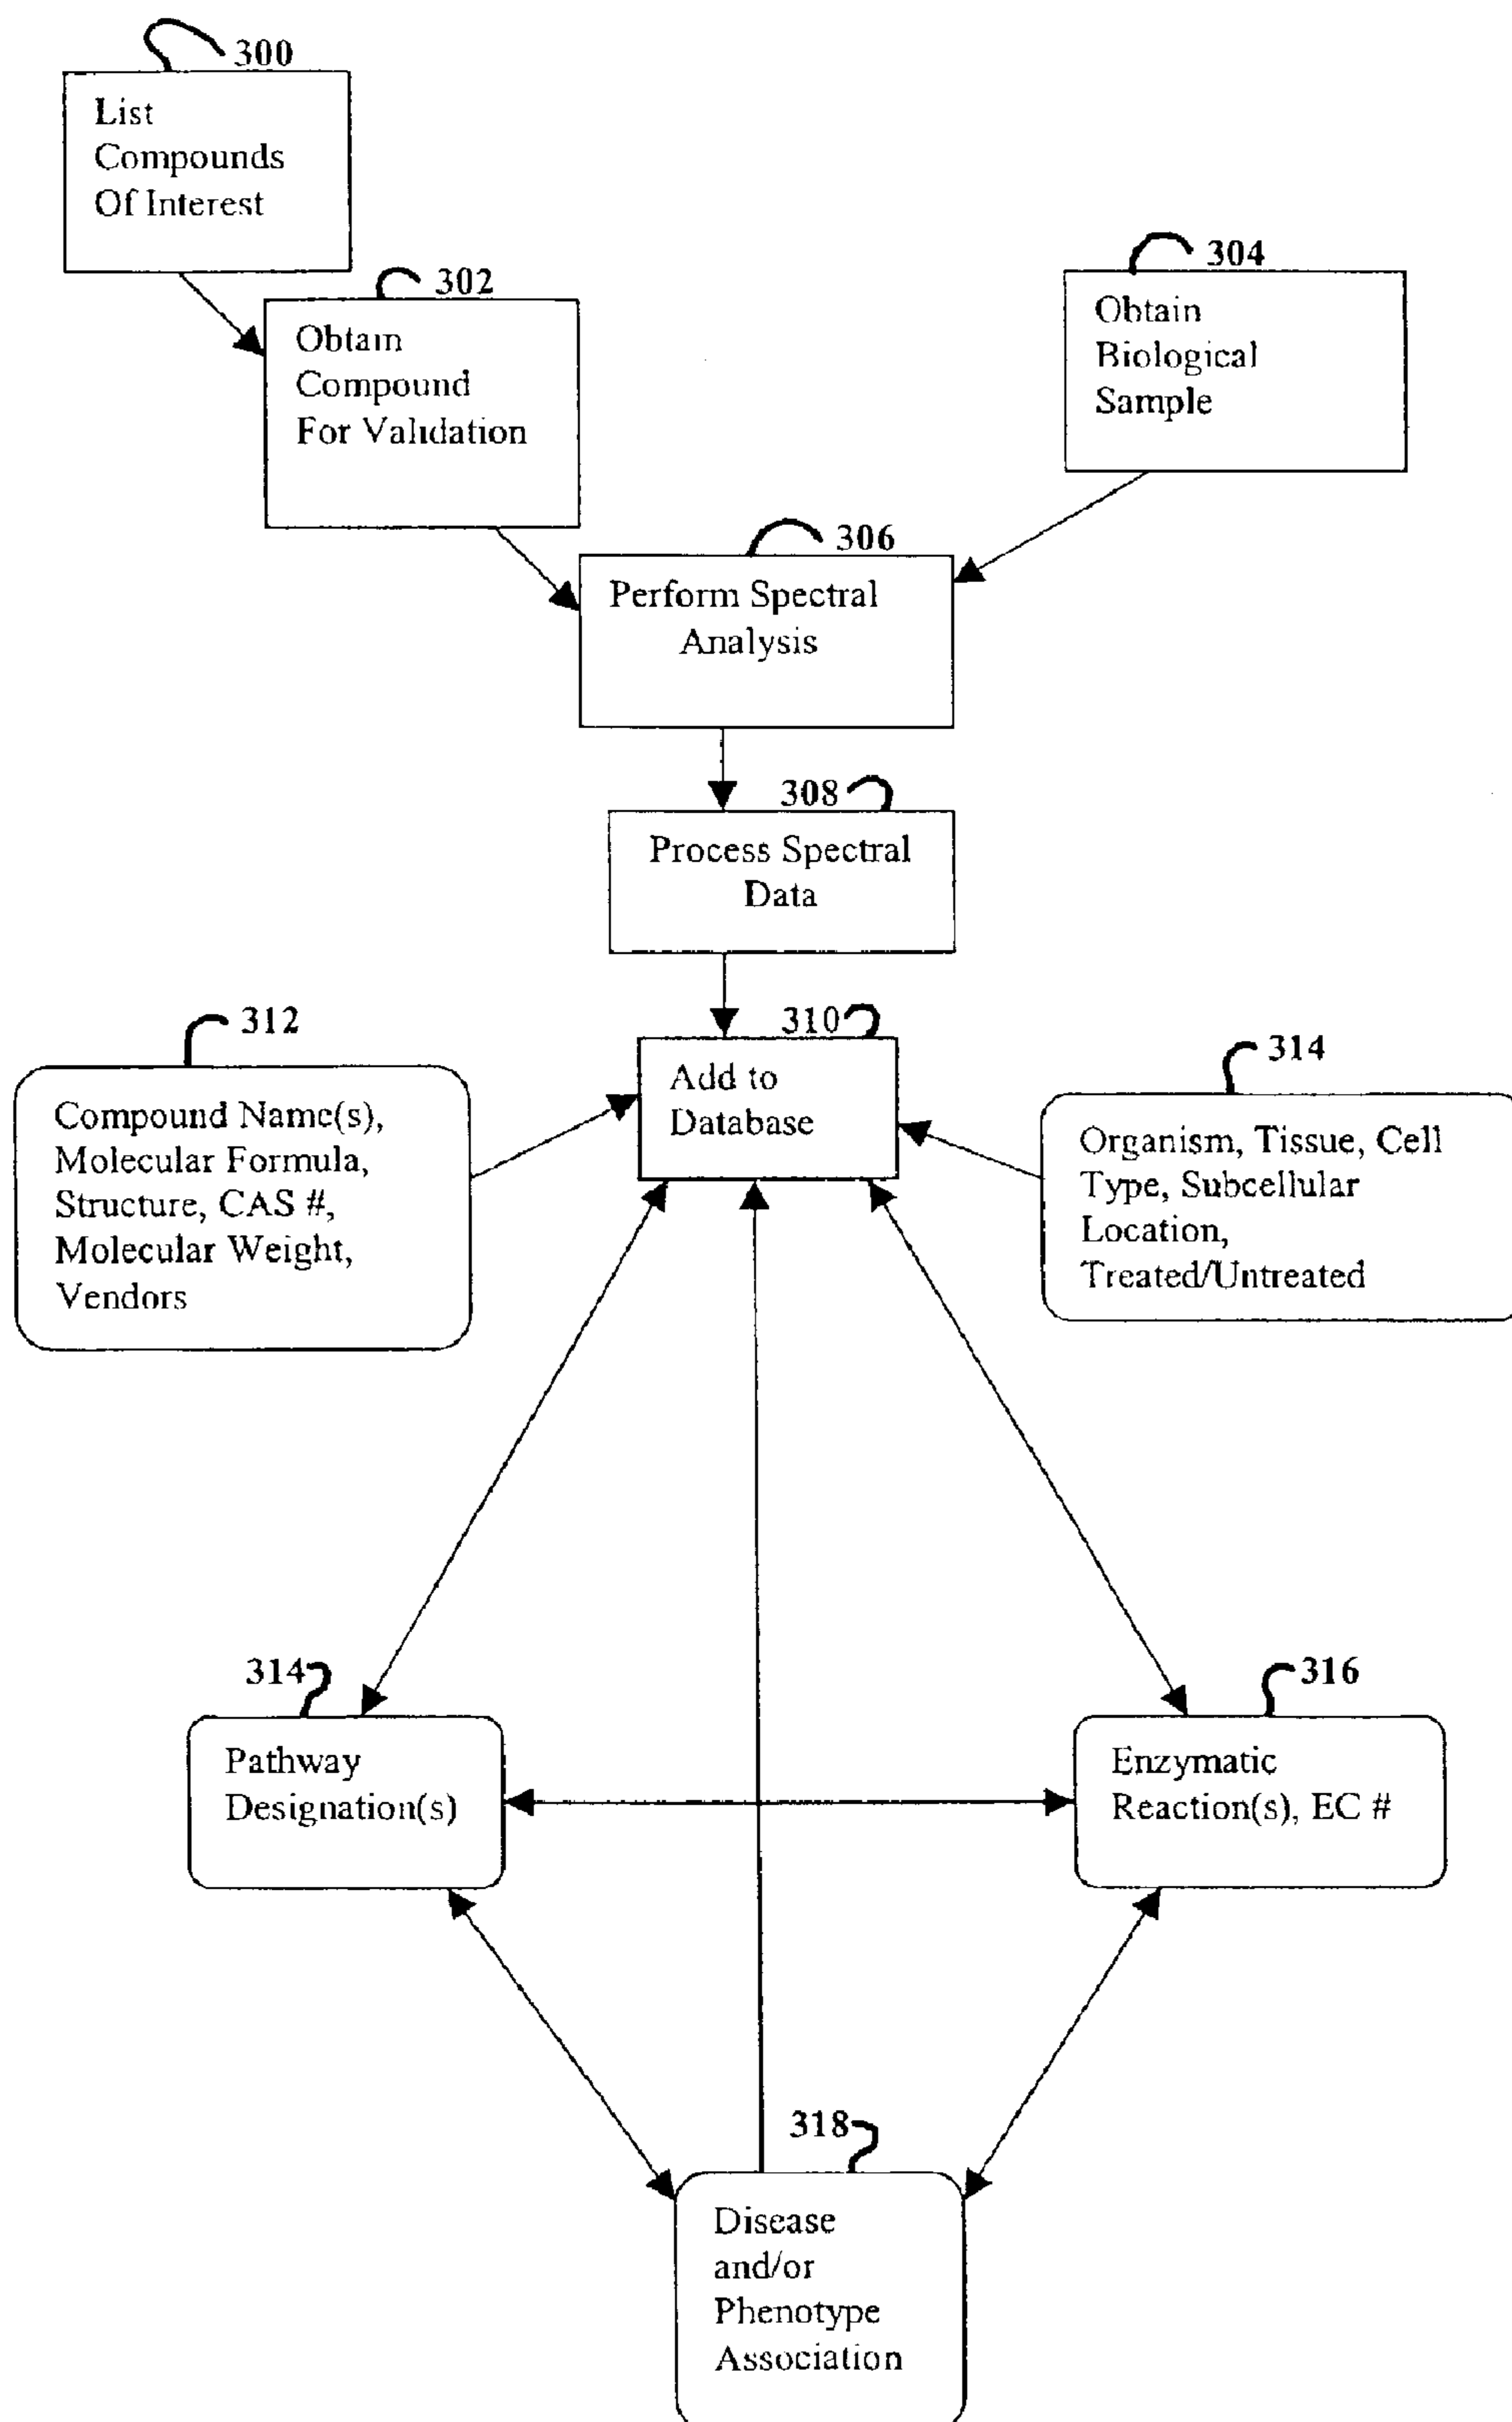 300
List
Compounds
Of Interest
302
Obtain
Compound
For Validation
304
Obtain
Biological
Sample
306
Perform Spectral
Analysis
308
Process Spectral
Data
310
Add to
Database
312
Compound Name(s),
Molecular Formula,
Structure, CAS #,
Molecular Weight,
Vendors
314
Organism, Tissue, Cell
Type, Subcellular
Location,
Treated/Untreated
314
Pathway
Designation(s)
316
Enzymatic
Reaction(s), EC #
318
Disease
and/or
Phenotype
Association